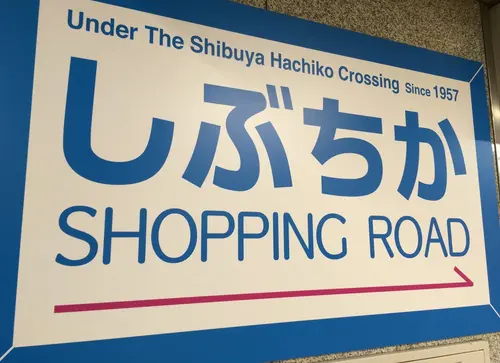 Under The Shibuya Hachiko Crossing Since 1957
しぶちか
SHOPPING ROAD